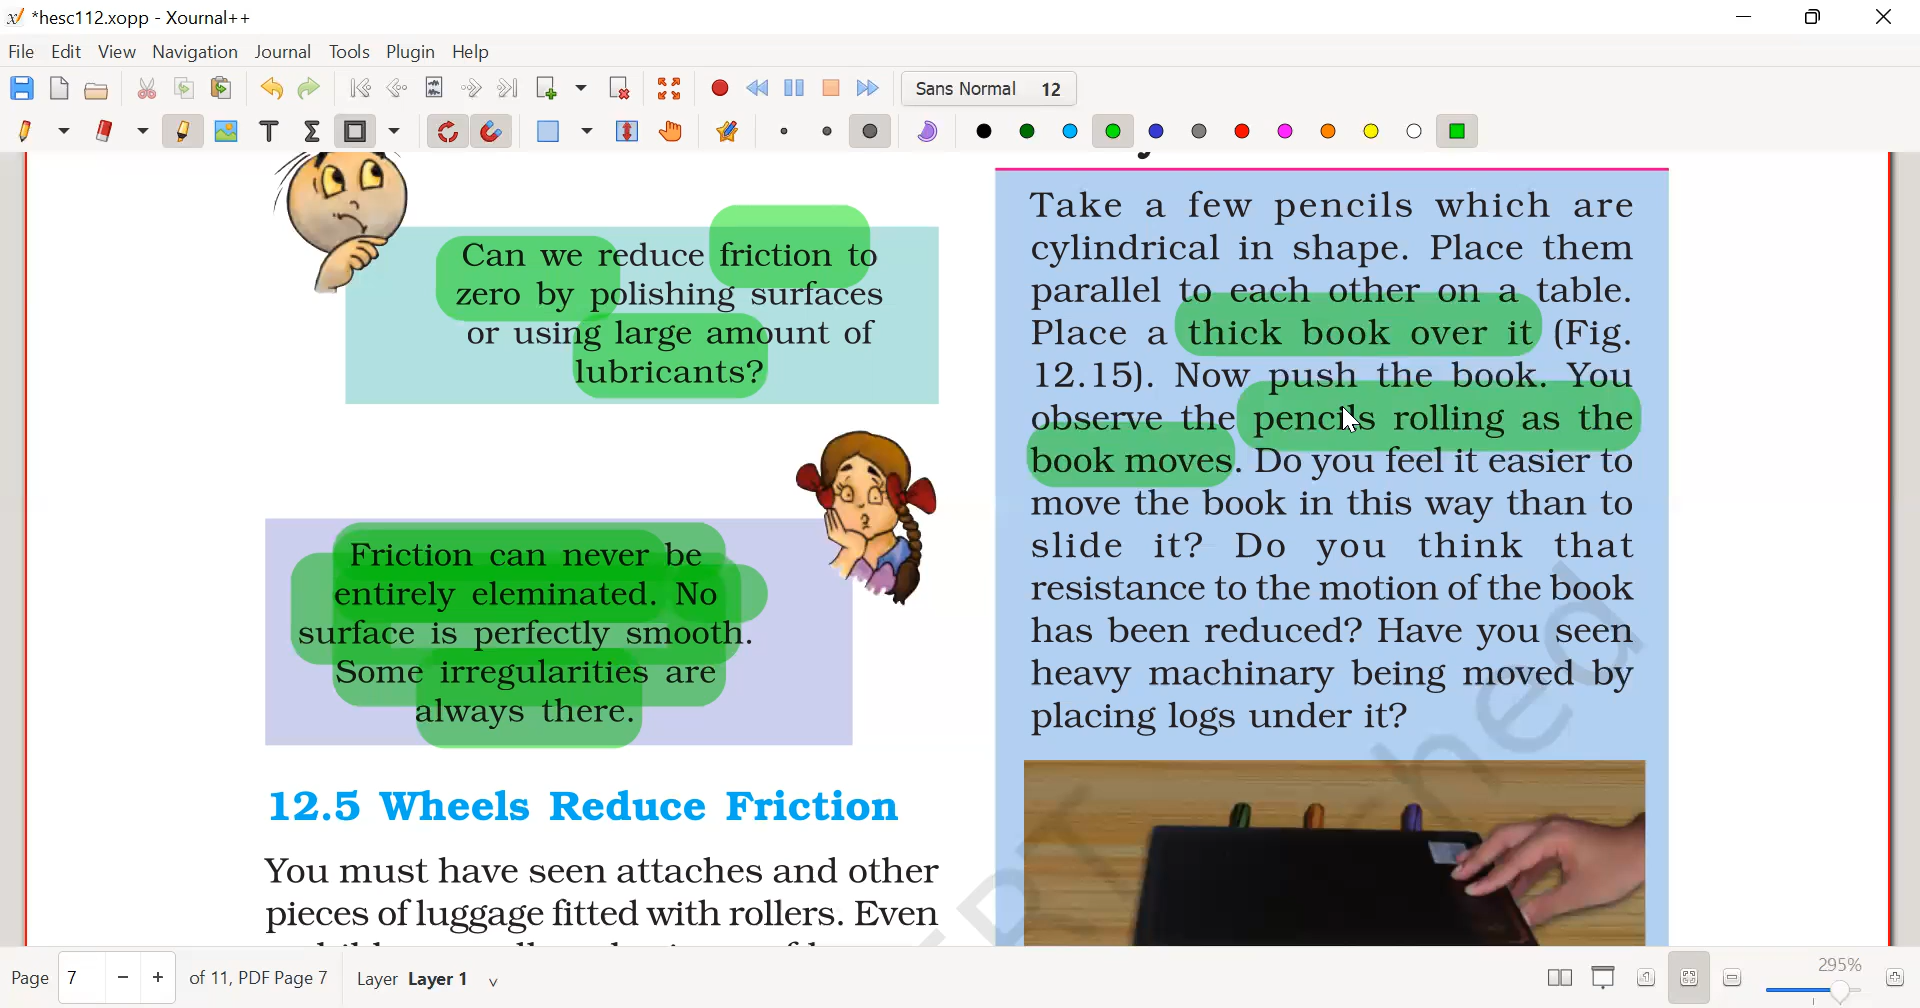 *hesc112.xopp - Xournal++
File Edit View Navigation Journal Tools Plugin Help
Sans Normal 12
Can we reduce friction to
zero by polishing surfaces
or using large amount of
lubricants?
Friction can never be
entirely eleminated. No
surface is perfectly smooth.
Some irregularities are
always there.
12.5 Wheels Reduce Friction
You must have seen attaches and other
pieces of luggage fitted with rollers. Even
Take a few pencils which are
cylindrical in shape. Place them
parallel to each other on a table.
Place a thick book over it (Fig.
12.15). Now push the book. You
observe the pencils rolling as the
book moves. Do you feel it easier to
move the book in this way than to
slide it? Do you think that
resistance to the motion of the book
has been reduced? Have you seen
heavy machinary being moved by
placing logs under it?
Page 7 − + of 11, PDF Page 7 Layer Layer 1 295%